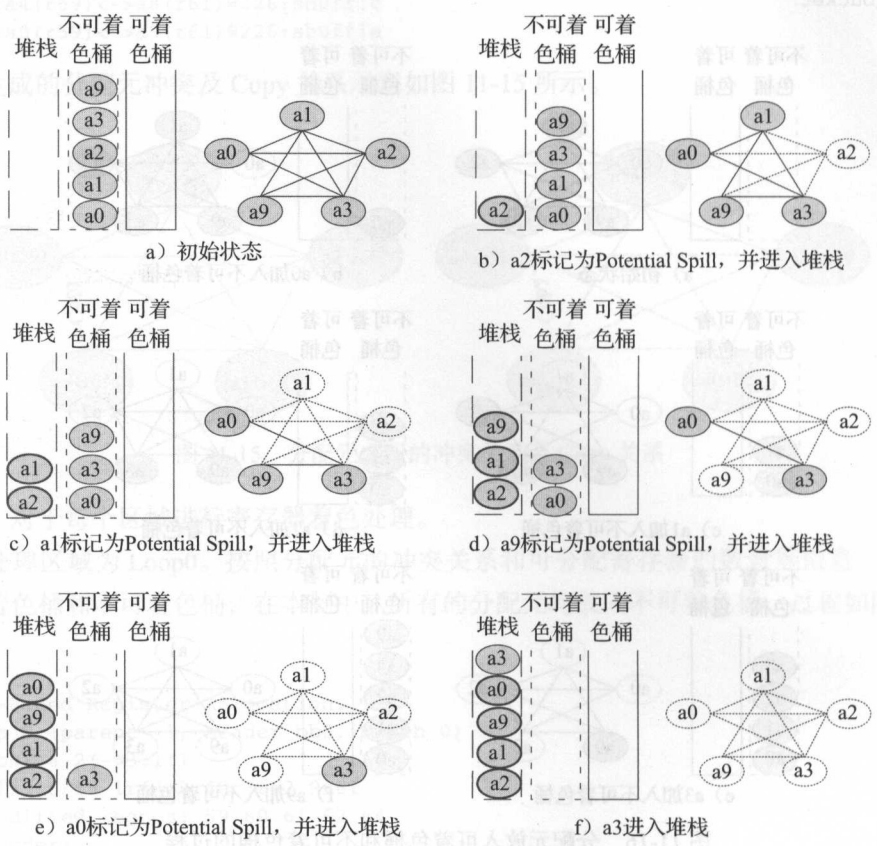 堆栈 不可着色桶 可着色桶
a9
a3
a2
a1
a0
a1
a0
a2
a9
a3
a）初始状态
堆栈 不可着色桶 可着色桶
a2
a9
a3
a1
a0
a1
a0
a2
a9
a3
b）a2标记为Potential Spill，并进入堆栈
堆栈 不可着色桶 可着色桶
a1
a2
a9
a3
a0
a1
a0
a2
a9
a3
c）a1标记为Potential Spill，并进入堆栈
堆栈 不可着色桶 可着色桶
a9
a1
a2
a3
a0
a1
a0
a2
a9
a3
d）a9标记为Potential Spill，并进入堆栈
堆栈 不可着色桶 可着色桶
a0
a9
a1
a2
a3
a1
a0
a2
a9
a3
e）a0标记为Potential Spill，并进入堆栈
堆栈 不可着色桶 可着色桶
a3
a0
a9
a1
a2
a1
a0
a2
a9
a3
f）a3进入堆栈